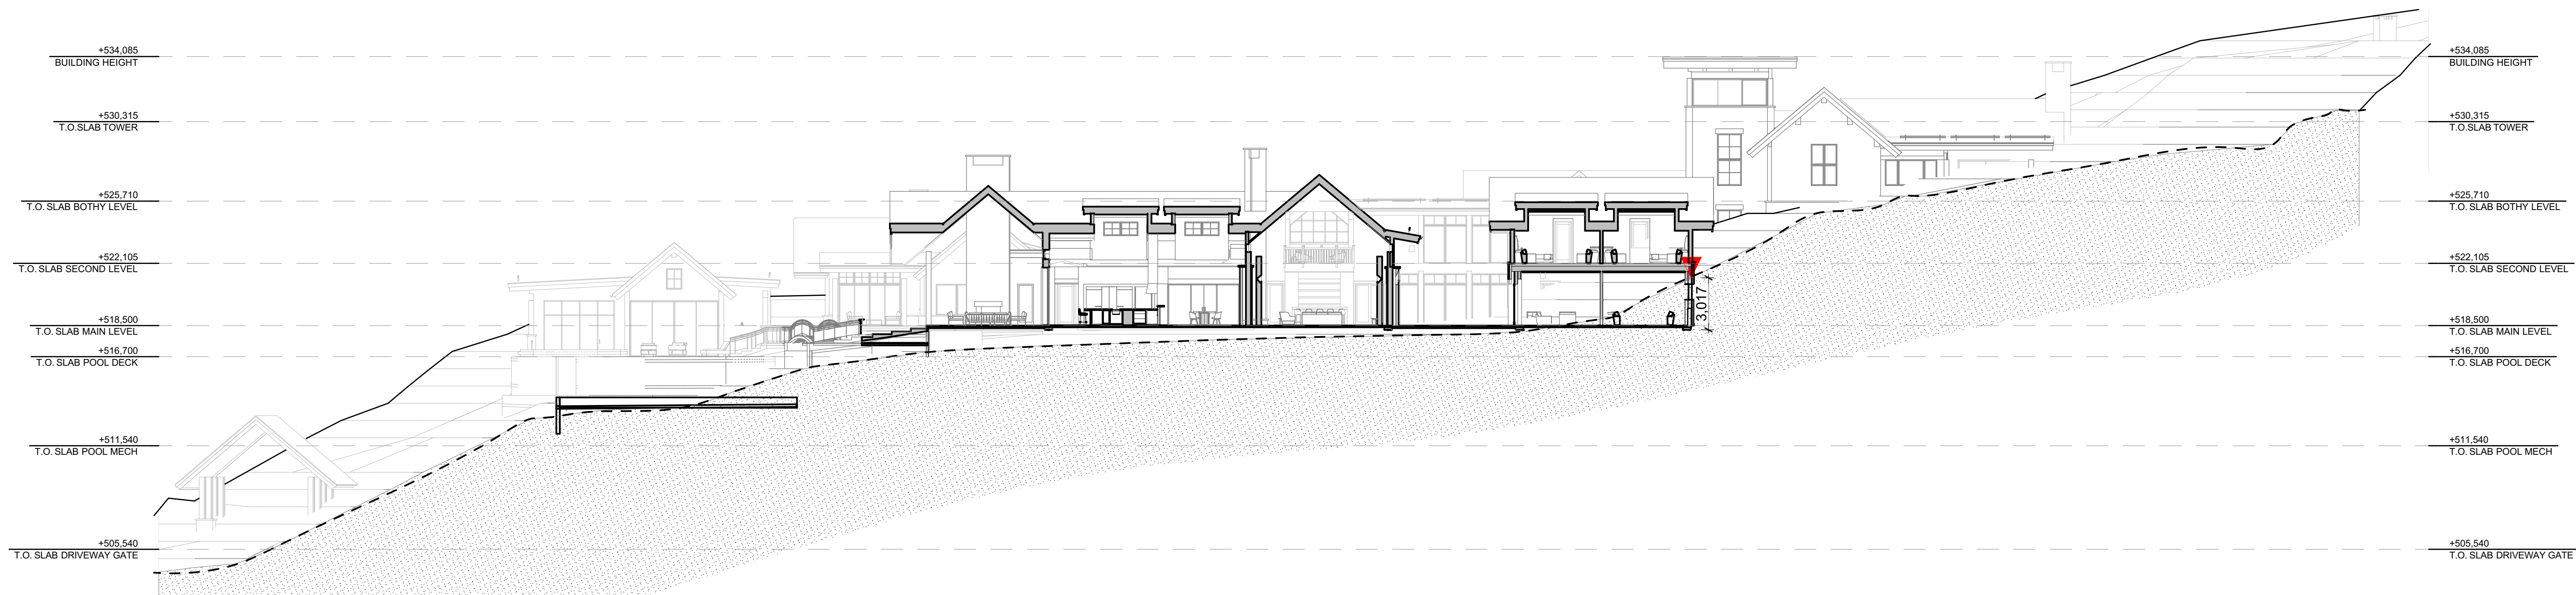 +534,085
BUILDING HEIGHT
+534,085
BUILDING HEIGHT
+530,315
T.O.SLAB TOWER
+530,315
T.O.SLAB TOWER
+525,710
T.O. SLAB BOTHY LEVEL
+525,710
T.O. SLAB BOTHY LEVEL
+522,105
T.O. SLAB SECOND LEVEL
+522,105
T.O. SLAB SECOND LEVEL
3,017
+518,500
T.O. SLAB MAIN LEVEL
+518,500
T.O. SLAB MAIN LEVEL
+516,700
T.O. SLAB POOL DECK
+516,700
T.O. SLAB POOL DECK
+511,540
T.O. SLAB POOL MECH
+511,540
T.O. SLAB POOL MECH
+505,540
T.O. SLAB DRIVEWAY GATE
+505,540
T.O. SLAB DRIVEWAY GATE